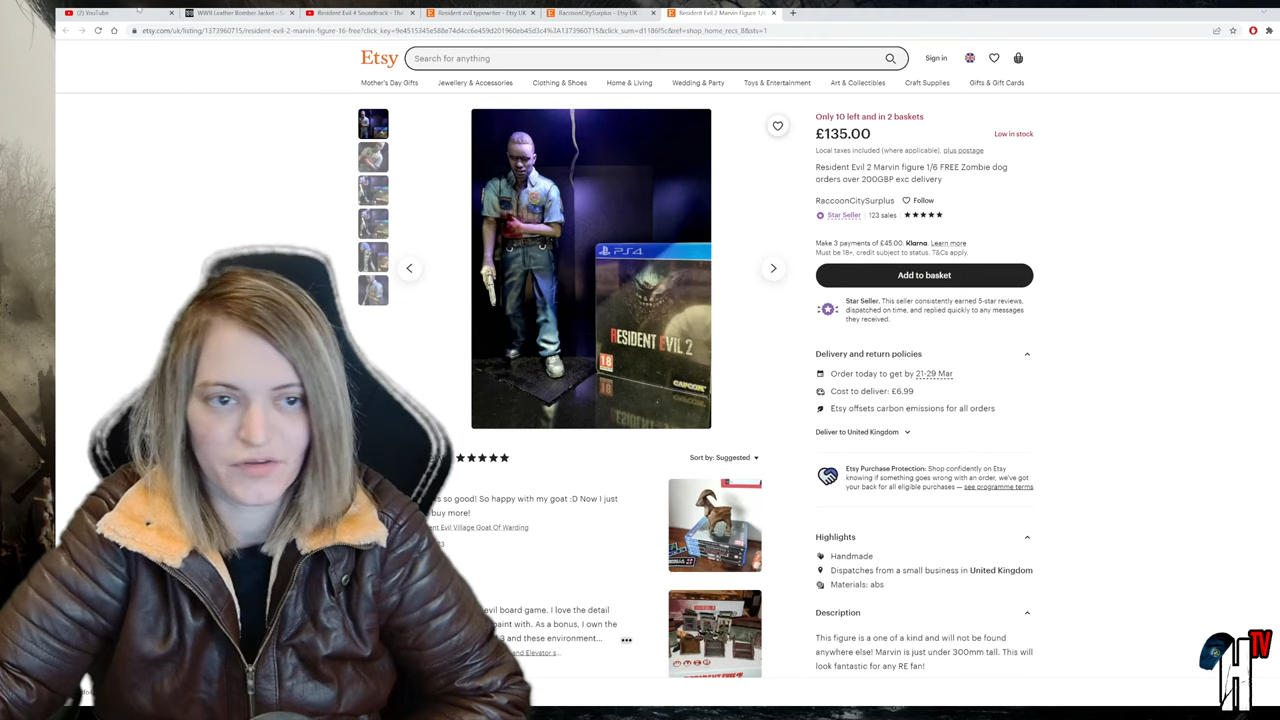 (2) YouTube
WWII Leather Bomber Jacket - S
Resident Evil 4 Soundtrack - The
Resident evil typewriter - Etsy UK
RaccoonCitySurplus - Etsy UK
Resident Evil 2 Marvin figure 1/
Etsy
Search for anything
Sign in
Mother's Day Gifts
Jewellery & Accessories
Clothing & Shoes
Home & Living
Wedding & Party
Toys & Entertainment
Art & Collectibles
Craft Supplies
Gifts & Gift Cards
Only 10 left and in 2 baskets
£135.00
Low in stock
Local taxes included (where applicable), plus postage
Resident Evil 2 Marvin figure 1/6 FREE Zombie dog
orders over 200GBP exc delivery
RaccoonCitySurplus
Follow
Star Seller
123 sales
Make 3 payments of £45.00. Klarna. Learn more
Must be 18+, credit subject to status. T&Cs apply.
Add to basket
Star Seller. This seller consistently earned 5-star reviews,
dispatched on time, and replied quickly to any messages
they received.
Delivery and return policies
Order today to get by 21-29 Mar
Cost to deliver: £6.99
Etsy offsets carbon emissions for all orders
Deliver to United Kingdom
Etsy Purchase Protection: Shop confidently on Etsy
knowing if something goes wrong with an order, we've got
your back for all eligible purchases — see programme terms
Highlights
Handmade
Dispatches from a small business in United Kingdom
Materials: abs
Description
This figure is a one of a kind and will not be found
anywhere else! Marvin is just under 300mm tall. This will
look fantastic for any RE fan!
PS4
RESIDENT EVIL 2
18
CAPCOM
Sort by: Suggested
s so good! So happy with my goat :D Now I just
buy more!
ent Evil Village Goat Of Warding
evil board game. I love the detail
paint with. As a bonus, I own the
3 and these environment...
and Elevator s...
H TV